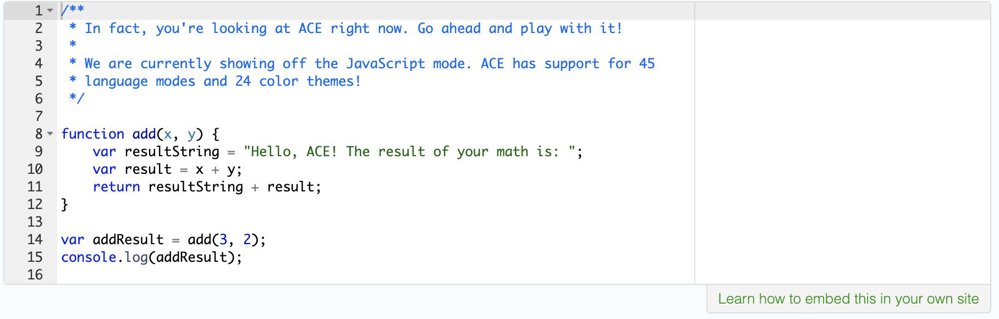 1 /**
2  * In fact, you're looking at ACE right now. Go ahead and play with it!
3  *
4  * We are currently showing off the JavaScript mode. ACE has support for 45
5  * language modes and 24 color themes!
6  */
7
8 function add(x, y) {
9     var resultString = "Hello, ACE! The result of your math is: ";
10     var result = x + y;
11     return resultString + result;
12 }
13
14 var addResult = add(3, 2);
15 console.log(addResult);
16
Learn how to embed this in your own site